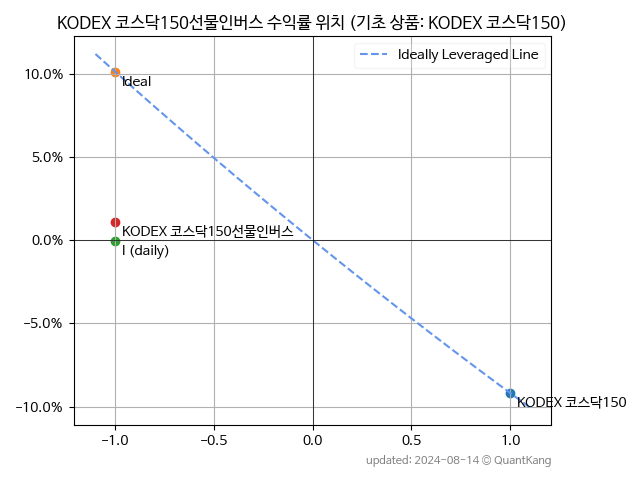 KODEX 코스닥150선물인버스 수익률 위치 (기초 상품: KODEX 코스닥150)
Ideally Leveraged Line
10.0%
Ideal
5.0%
KODEX 코스닥150선물인버스
0.0%
I (daily)
−5.0%
KODEX 코스닥150
−10.0%
−1.0 −0.5 0.0 0.5 1.0
updated: 2024-08-14 © QuantKang